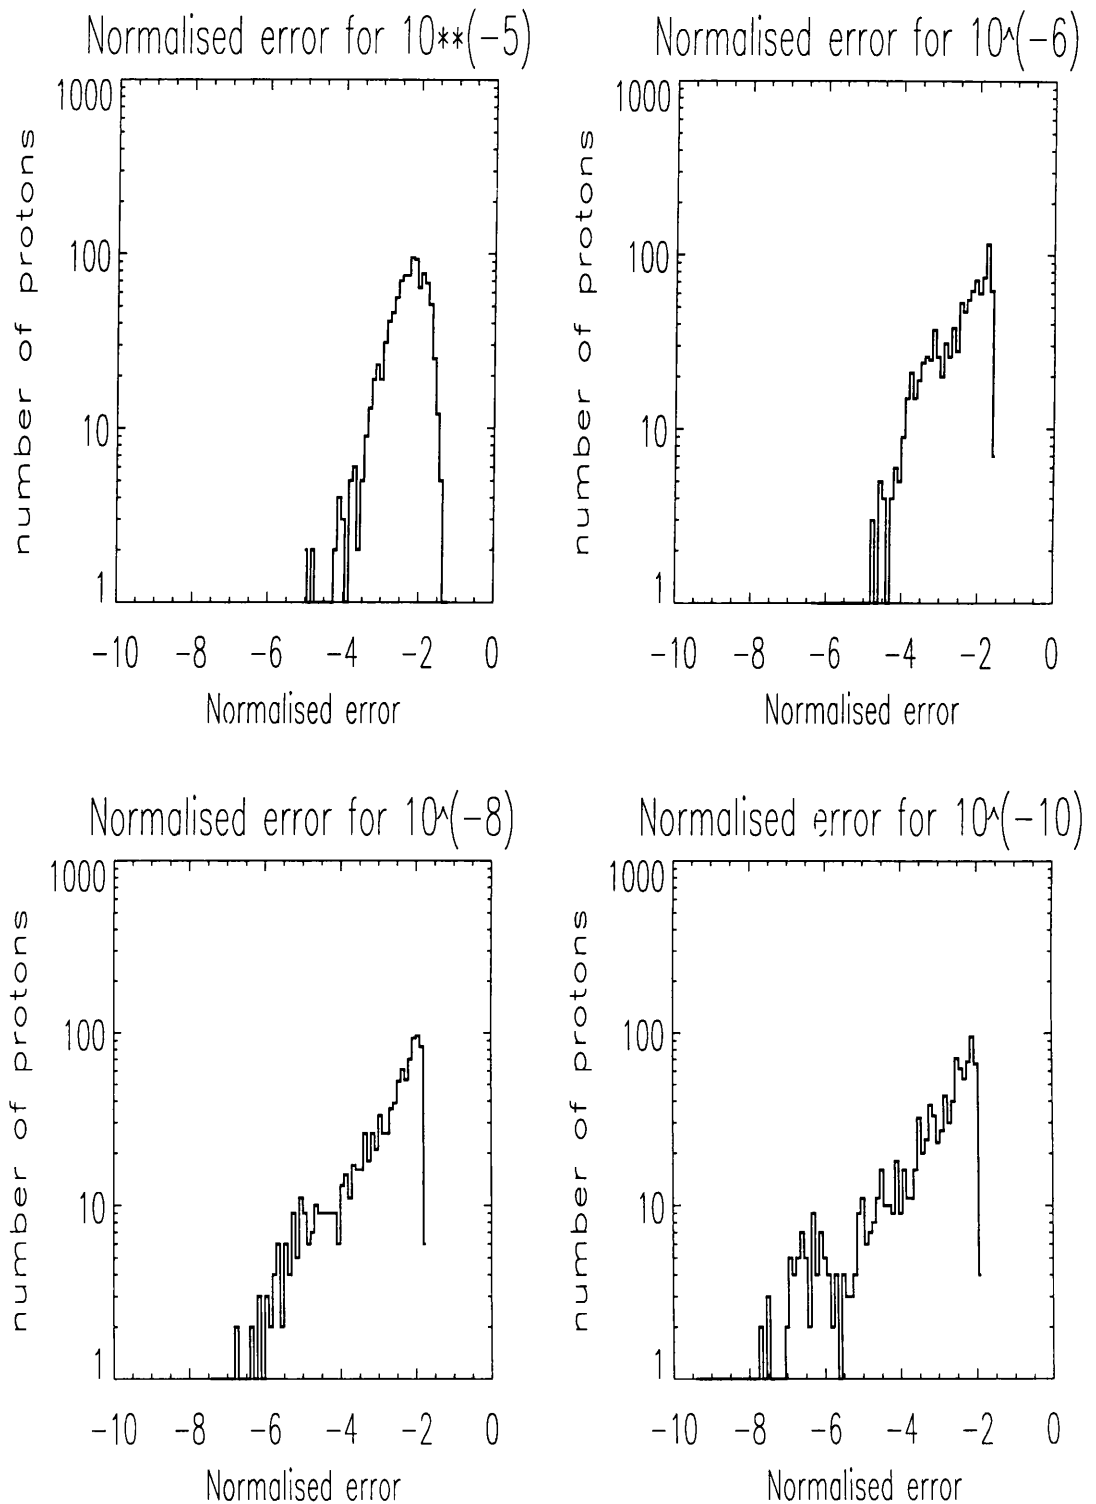 Normalised error for 10**(-5)
number of protons
1000
100
10
1
-10 -8 -6 -4 -2 0
Normalised error
Normalised error for 10^(-6)
number of protons
1000
100
10
1
-10 -8 -6 -4 -2 0
Normalised error
Normalised error for 10^(-8)
number of protons
1000
100
10
1
-10 -8 -6 -4 -2 0
Normalised error
Normalised error for 10^(-10)
number of protons
1000
100
10
1
-10 -8 -6 -4 -2 0
Normalised error